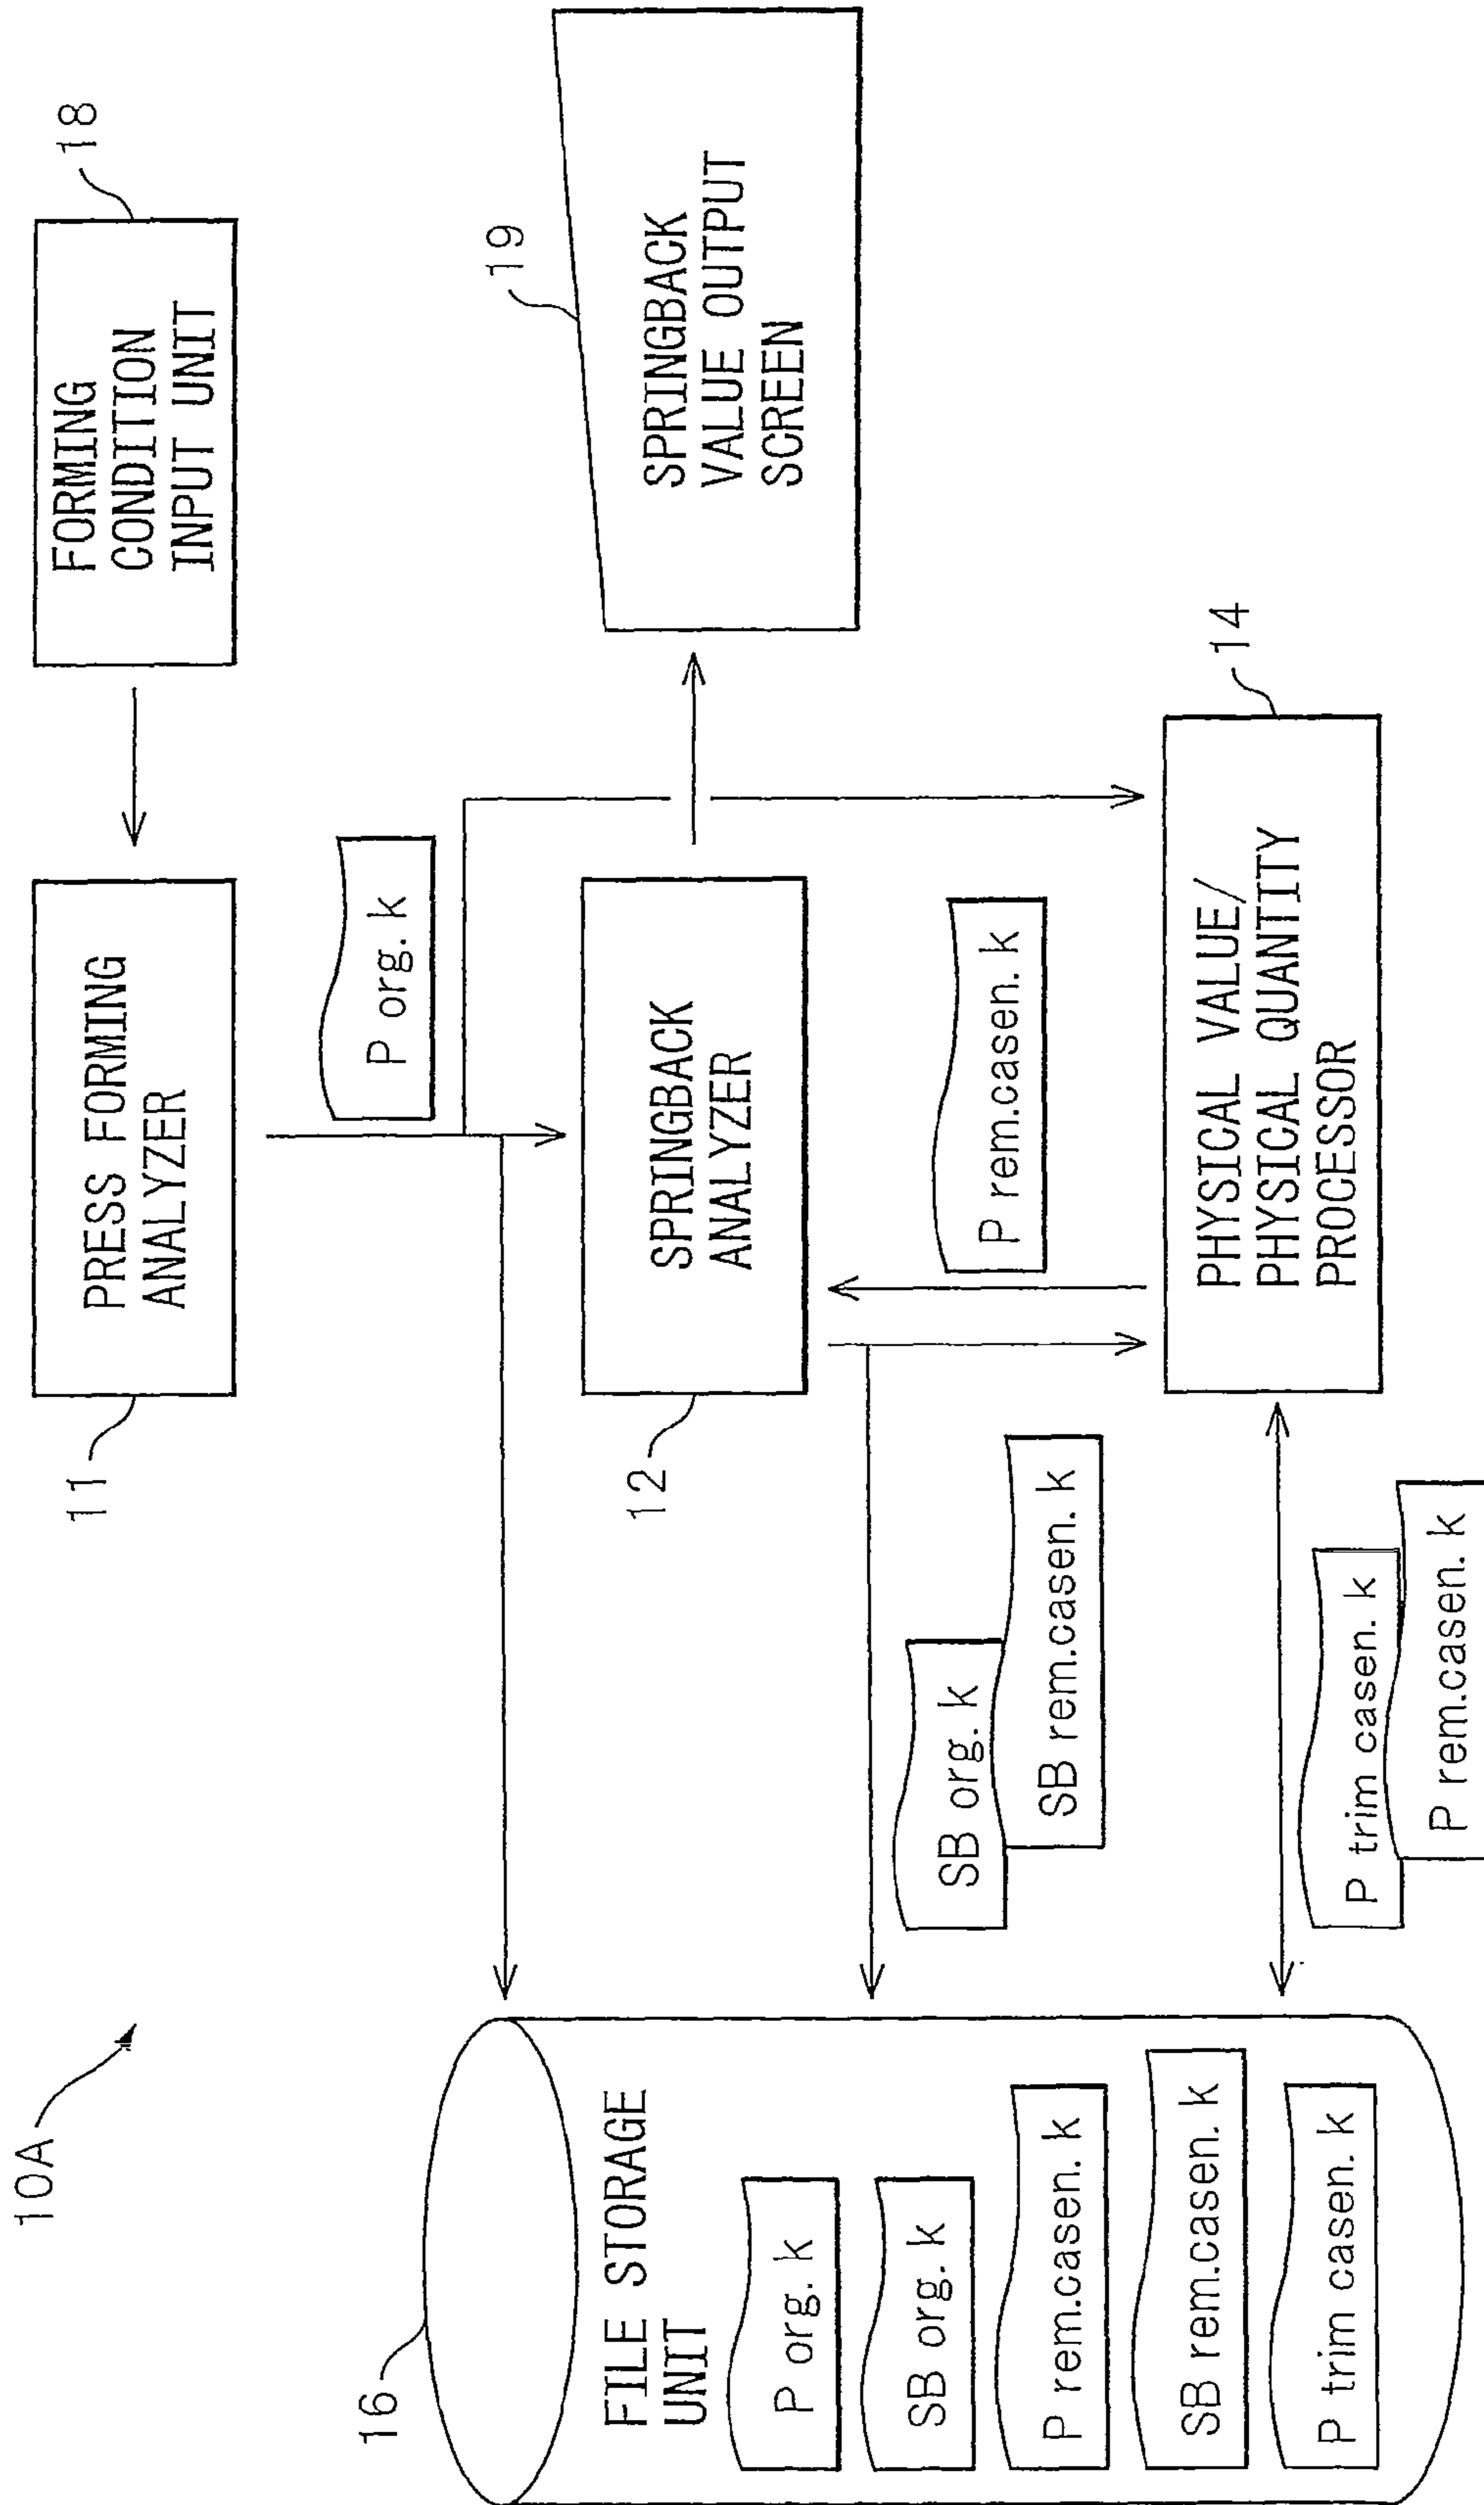 10A
11
PRESS FORMING
ANALYZER
18
FORMING
CONDITION
INPUT UNIT
P org. k
16
FILE STORAGE
UNIT
P org. k
SB org. k
P rem.casen. k
SB rem.casen. k
P trim casen. k
12
SPRINGBACK
ANALYZER
19
SPRINGBACK
VALUE OUTPUT
SCREEN
SB org. k
SB rem.casen. k
P rem.casen. k
14
PHYSICAL VALUE/
PHYSICAL QUANTITY
PROCESSOR
P trim casen. k
P rem.casen. k